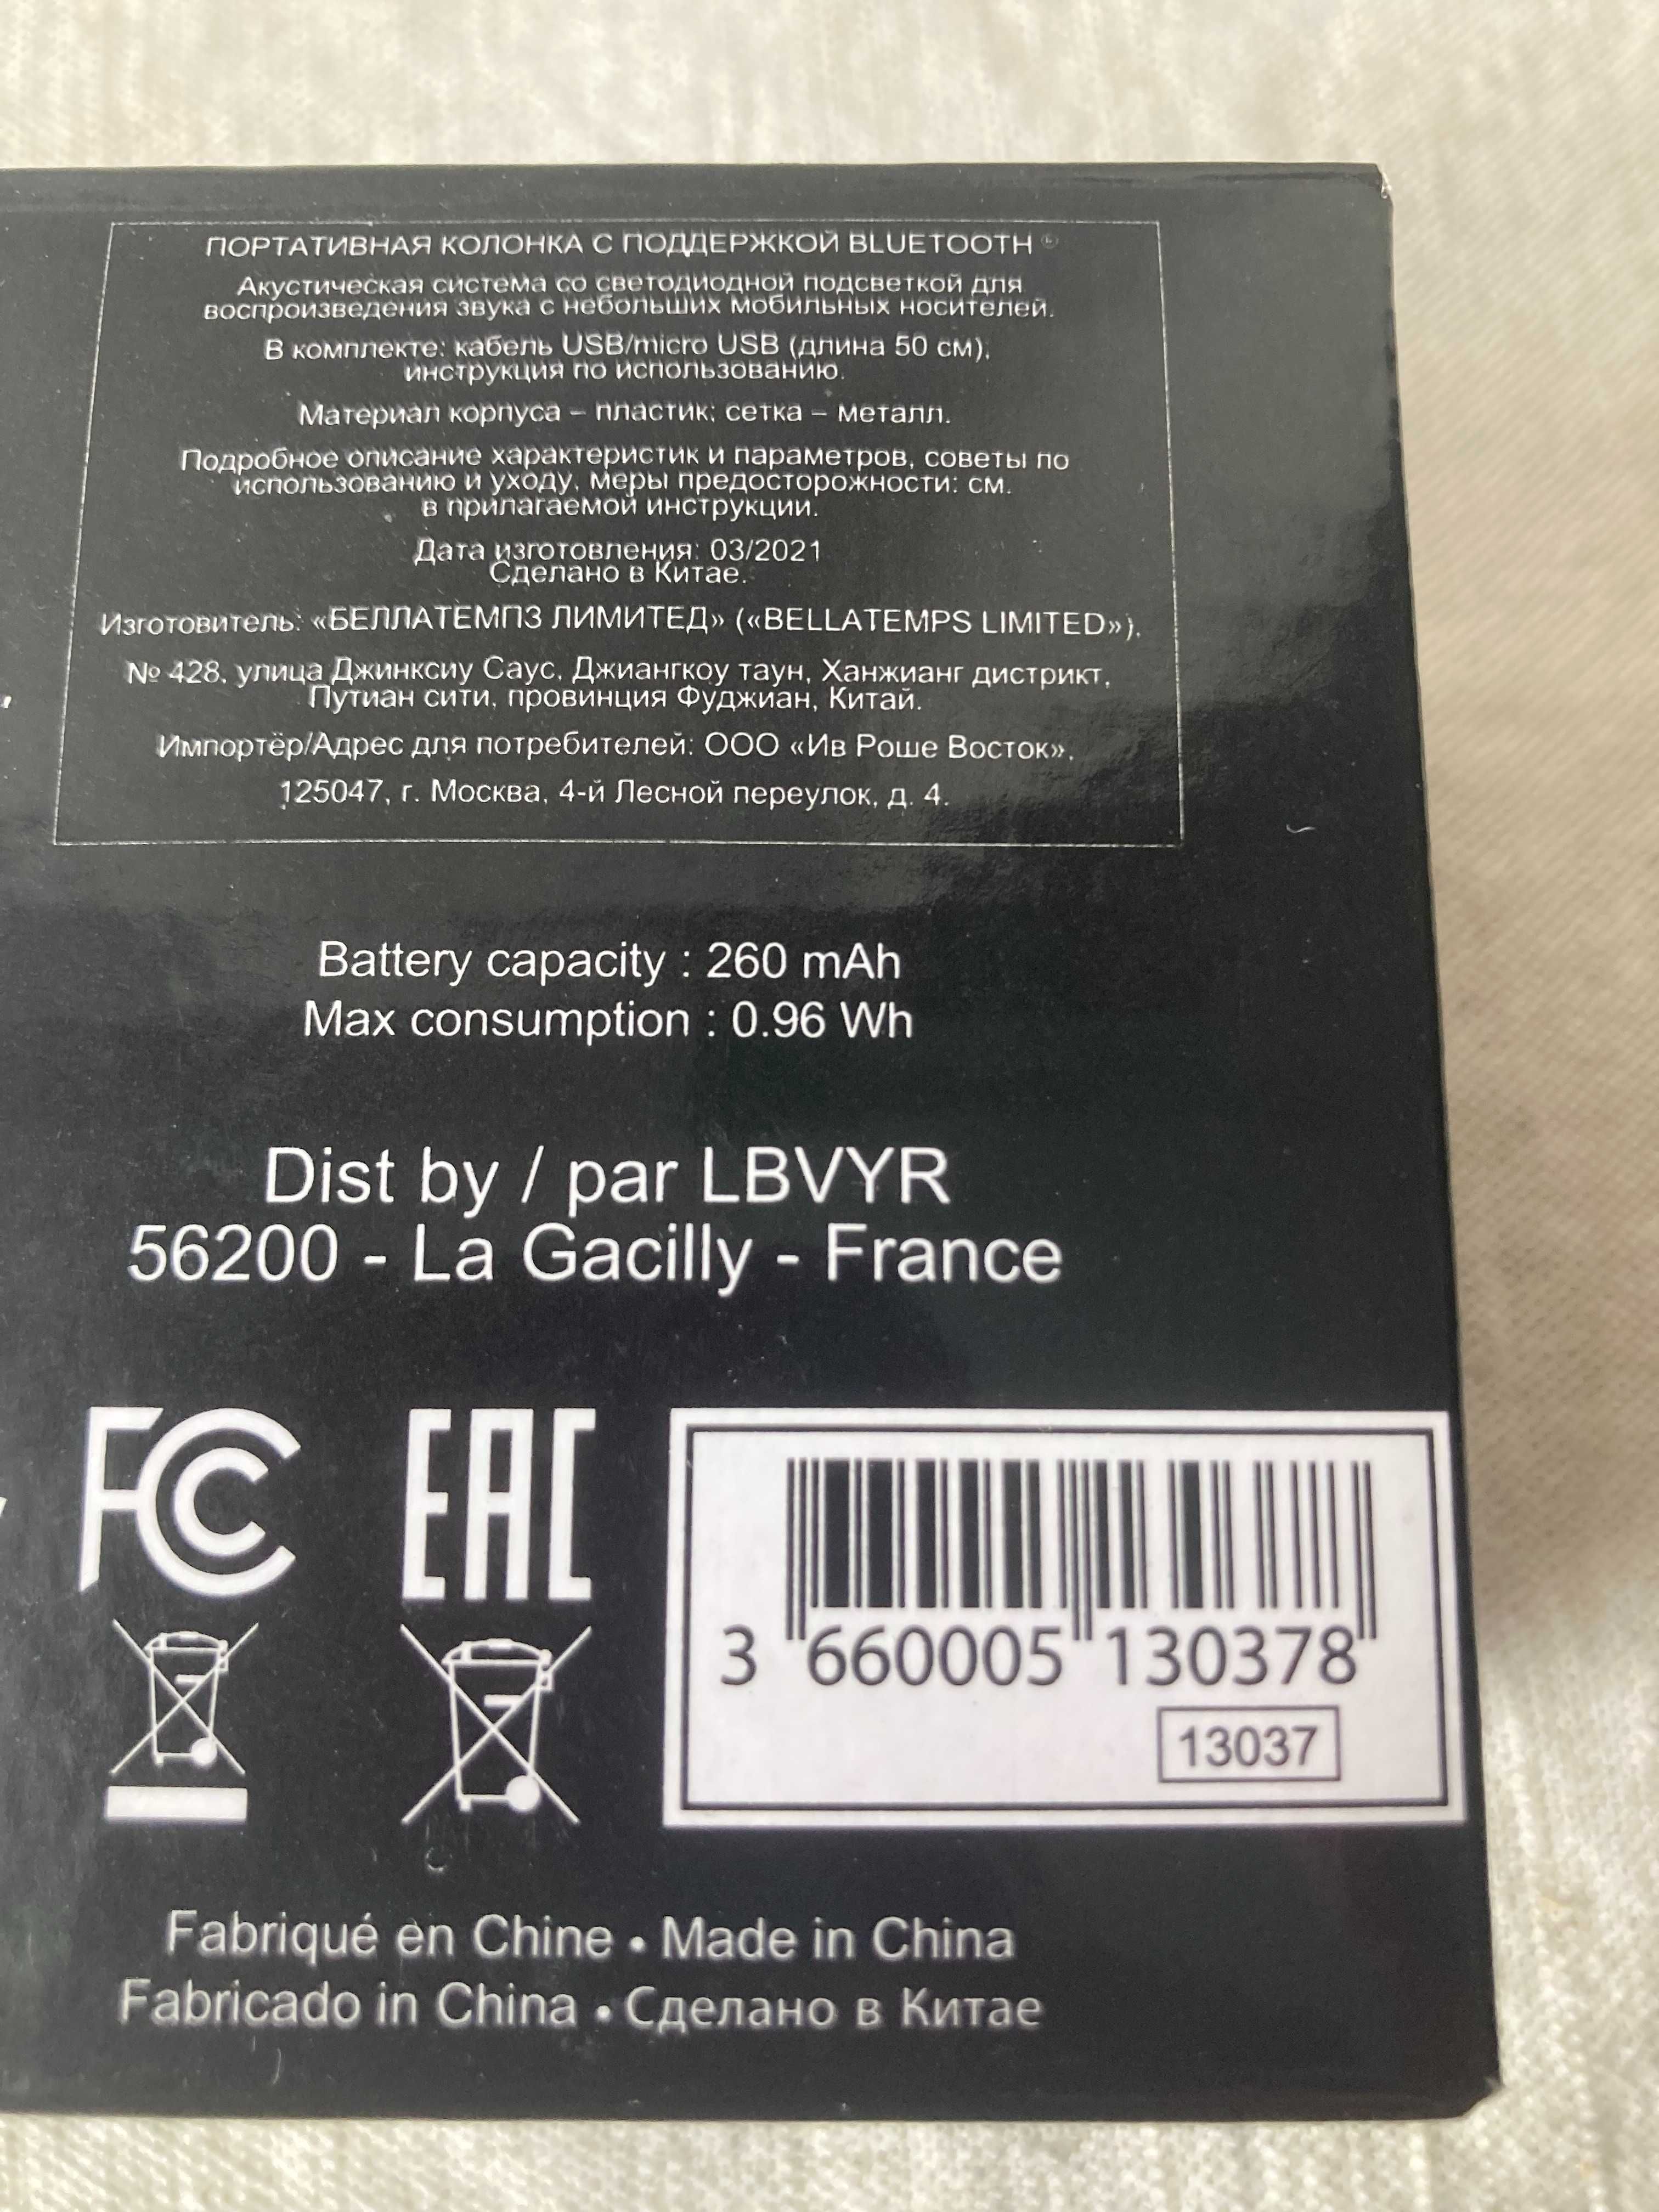 ПОРТАТИВНАЯ КОЛОНКА С ПОДДЕРЖКОЙ BLUETOOTH
Акустическая система со светодиодной подсветкой для
воспроизведения звука с небольших мобильных носителей.
В комплекте: кабель USB/micro USB (длина 50 см),
инструкция по использованию.
Материал корпуса – пластик; сетка – металл.
Подробное описание характеристик и параметров, советы по
использованию и уходу, меры предосторожности: см.
в прилагаемой инструкции.
Дата изготовления: 03/2021
Сделано в Китае.
Изготовитель: «БЕЛЛАТЕМПЗ ЛИМИТЕД» («BELLATEMPS LIMITED»),
№ 428, улица Джинксиу Саус, Джиангкоу таун, Ханжианг дистрикт,
Путиан сити, провинция Фуджиан, Китай.
Импортёр/Адрес для потребителей: ООО «Ив Роше Восток»,
125047, г. Москва, 4-й Лесной переулок, д. 4.
Battery capacity : 260 mAh
Max consumption : 0.96 Wh
Dist by / par LBVYR
56200 - La Gacilly - France
FC EAC
3 660005 130378
13037
Fabriqué en Chine • Made in China
Fabricado in China • Сделано в Китае